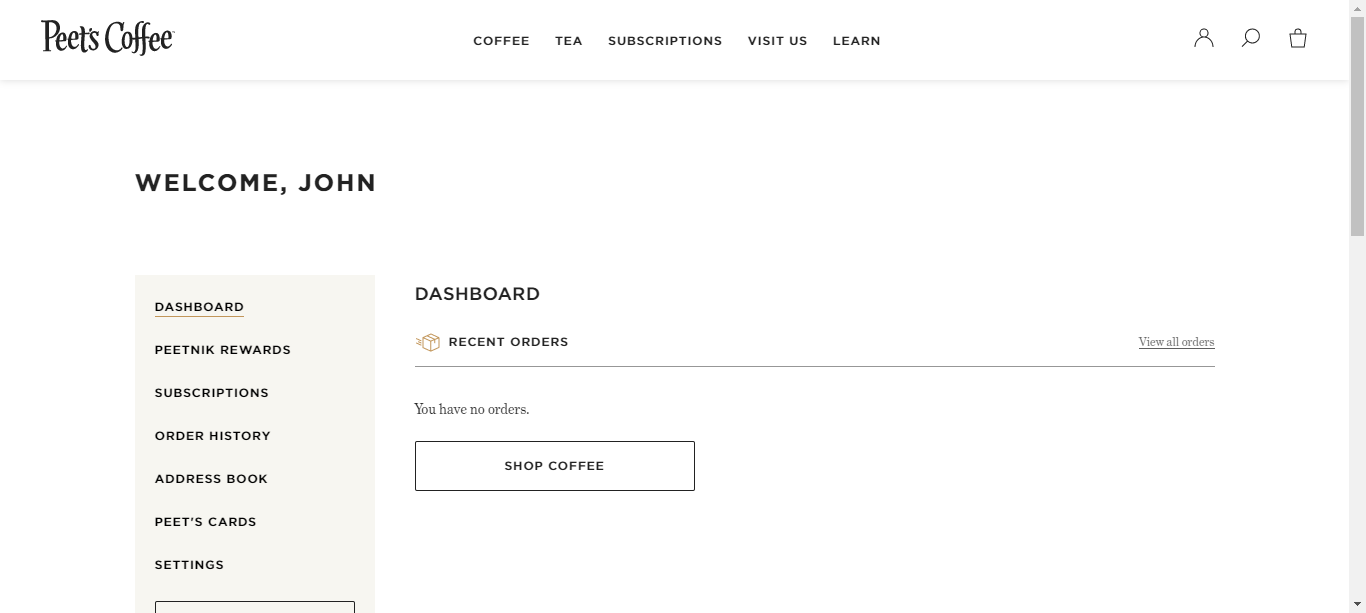 Peet's Coffee
COFFEE TEA SUBSCRIPTIONS VISIT US LEARN
WELCOME, JOHN
DASHBOARD
PEETNIK REWARDS
SUBSCRIPTIONS
ORDER HISTORY
ADDRESS BOOK
PEET'S CARDS
SETTINGS
DASHBOARD
RECENT ORDERS View all orders
You have no orders.
SHOP COFFEE